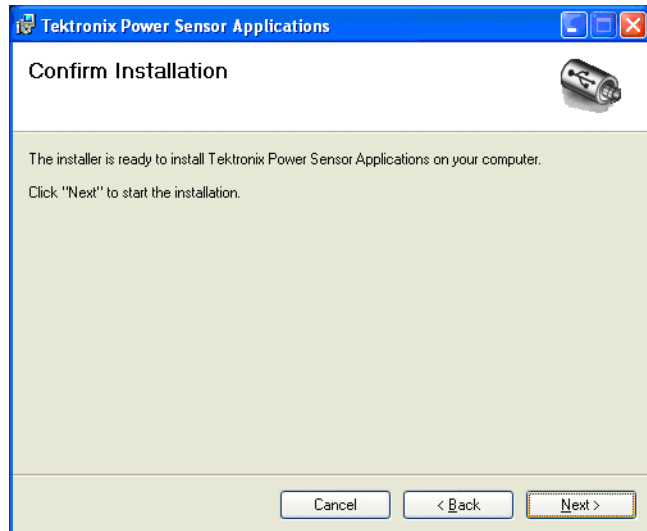 Tektronix Power Sensor Applications
Confirm Installation
The installer is ready to install Tektronix Power Sensor Applications on your computer.
Click "Next" to start the installation.
Cancel
< Back
Next >